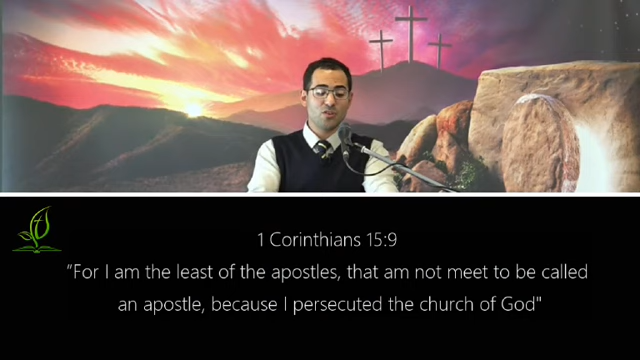 1 Corinthians 15:9
"For I am the least of the apostles, that am not meet to be called
an apostle, because I persecuted the church of God"